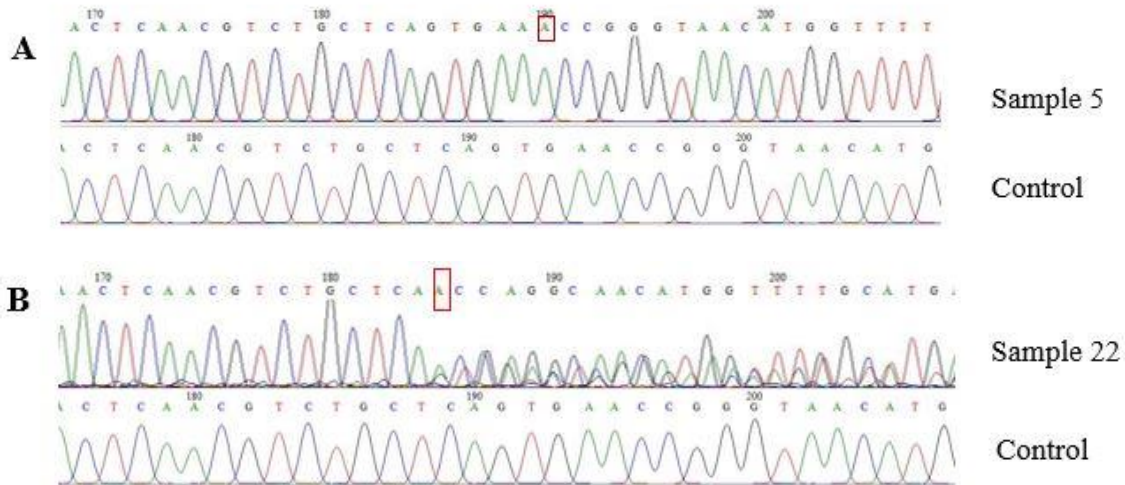 A
170 180 190 200
A C T C A A C G T C T G C T C A G T G A A A C C G G G T A A C A T G G T T T T
Sample 5
180 190 200
A C T C A A C G T C T G C T C A G T G A A C C G G G T A A C A T G
Control
B
170 180 190 200
A A C T C A A C G T C T G C T C A A C C A G G C A A C A T G G T T T T G C A T G
Sample 22
180 190 200
A C T C A A C G T C T G C T C A G T G A A C C G G G T A A C A T G
Control